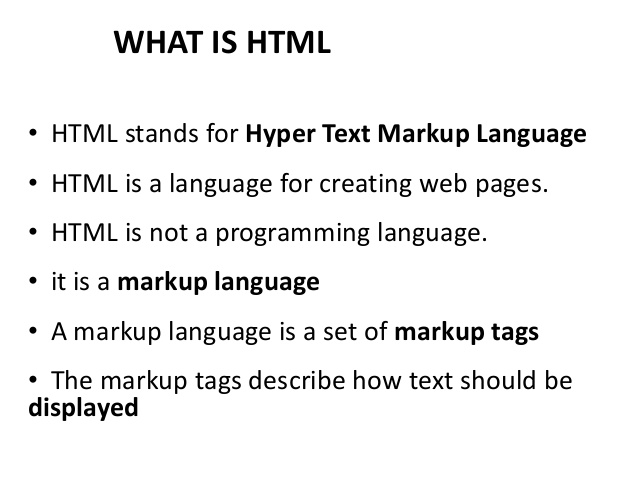 WHAT IS HTML
• HTML stands for Hyper Text Markup Language
• HTML is a language for creating web pages.
• HTML is not a programming language.
• it is a markup language
• A markup language is a set of markup tags
• The markup tags describe how text should be
displayed